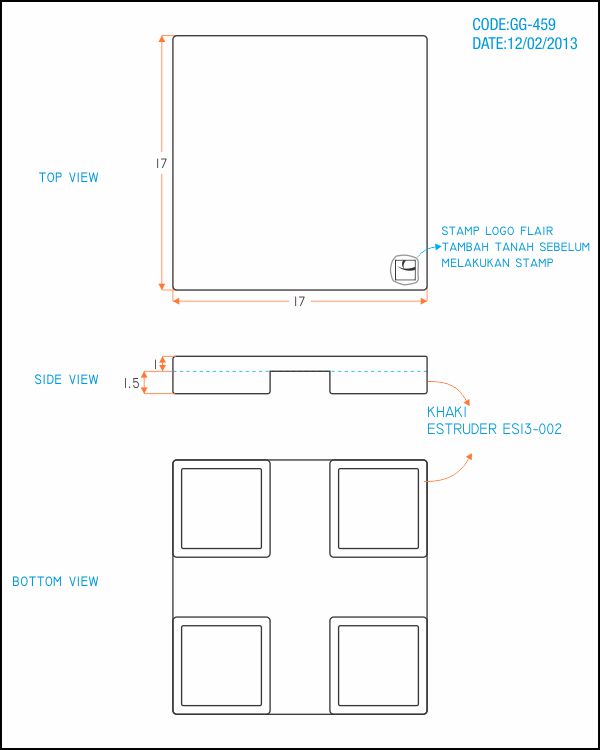 CODE:GG-459
DATE:12/02/2013
17
TOP VIEW
STAMP LOGO FLAIR
TAMBAH TANAH SEBELUM
MELAKUKAN STAMP
17
1
SIDE VIEW
1.5
KHAKI
ESTRUDER ES13-002
BOTTOM VIEW